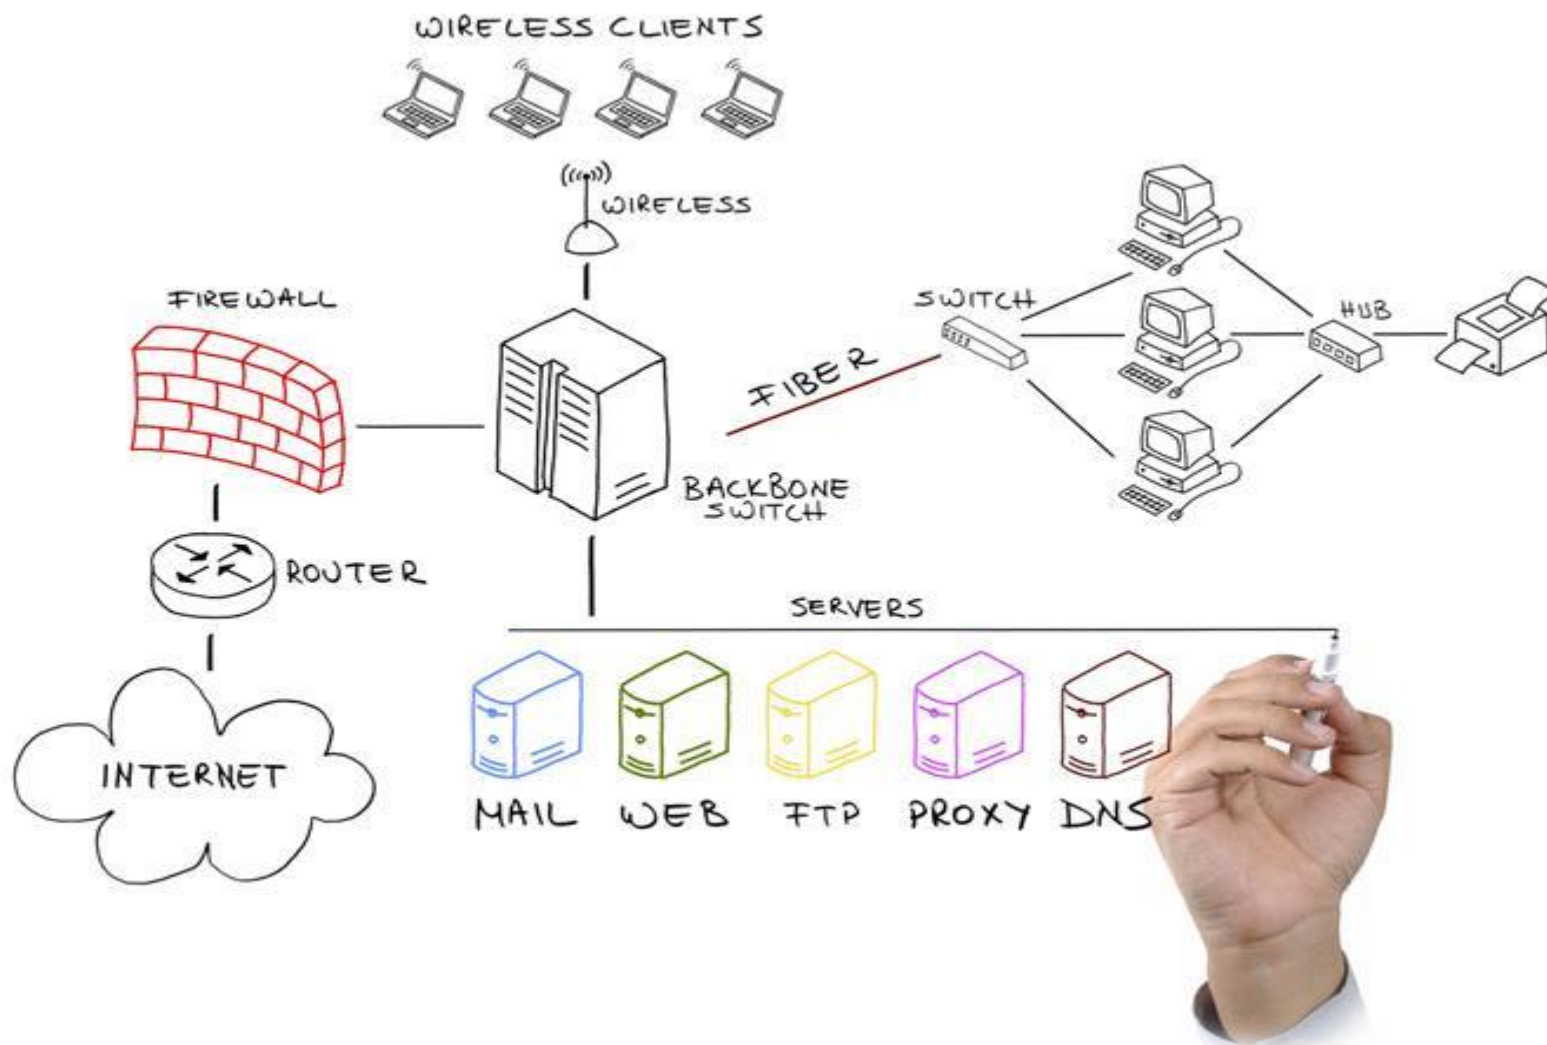 WIRELESS CLIENTS
WIRELESS
FIREWALL
SWITCH
HUB
FIBER
BACKBONE
SWITCH
ROUTER
SERVERS
INTERNET
MAIL
WEB
FTP
PROXY
DNS